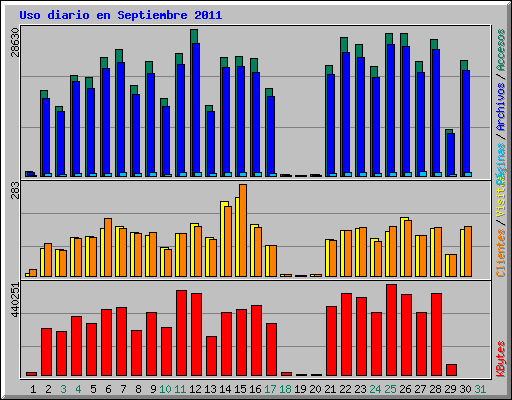 Uso diario en Septiembre 2011
28630
283
440251
Accesos / Archivos / Páginas
Visitas / Clientes
KBytes
1 2 3 4 5 6 7 8 9 10 11 12 13 14 15 16 17 18 19 20 21 22 23 24 25 26 27 28 29 30 31